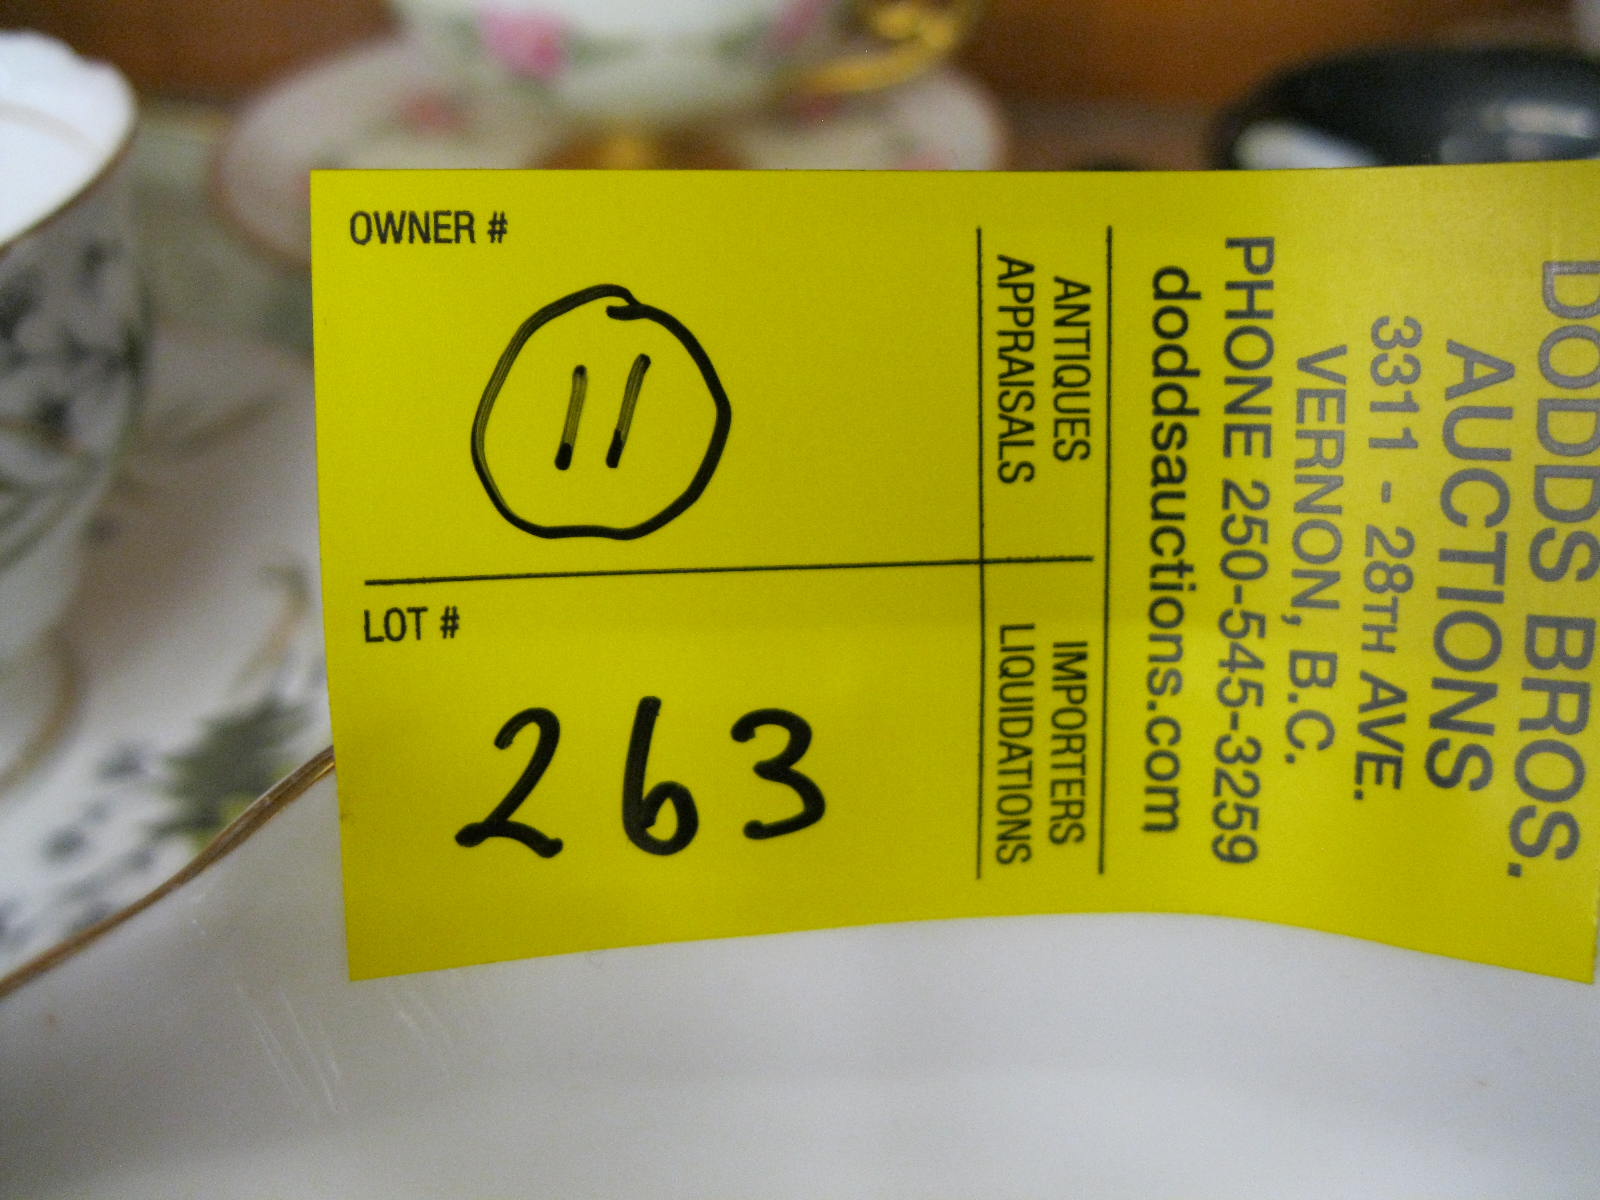 OWNER #
11
LOT #
263
ANTIQUES
APPRAISALS
IMPORTERS
LIQUIDATIONS
DODDS BROS.
AUCTIONS
3311 - 28TH AVE.
VERNON, B.C.
PHONE 250-545-3259
doddsauctions.com